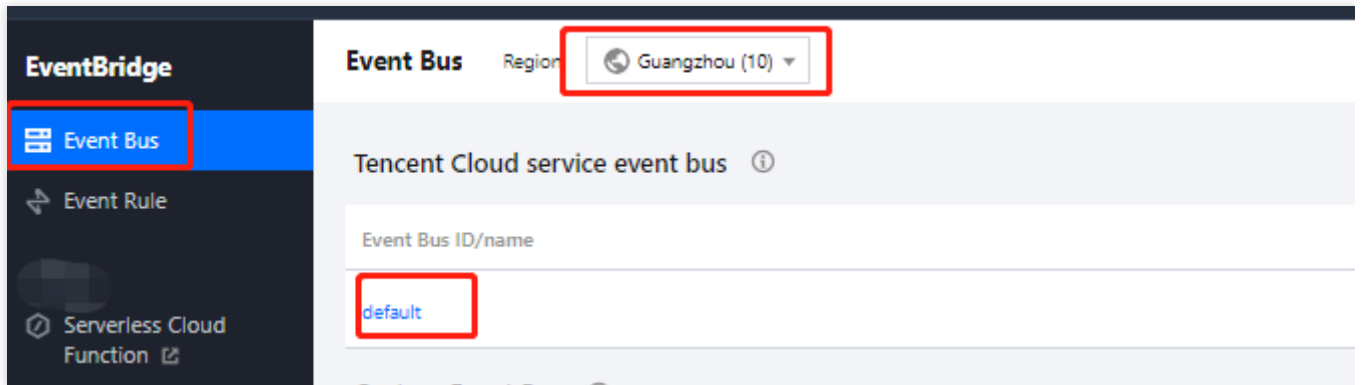 EventBridge
Event Bus
Event Rule
Serverless Cloud
Function
Event Bus Region Guangzhou (10)
Tencent Cloud service event bus
Event Bus ID/name
default